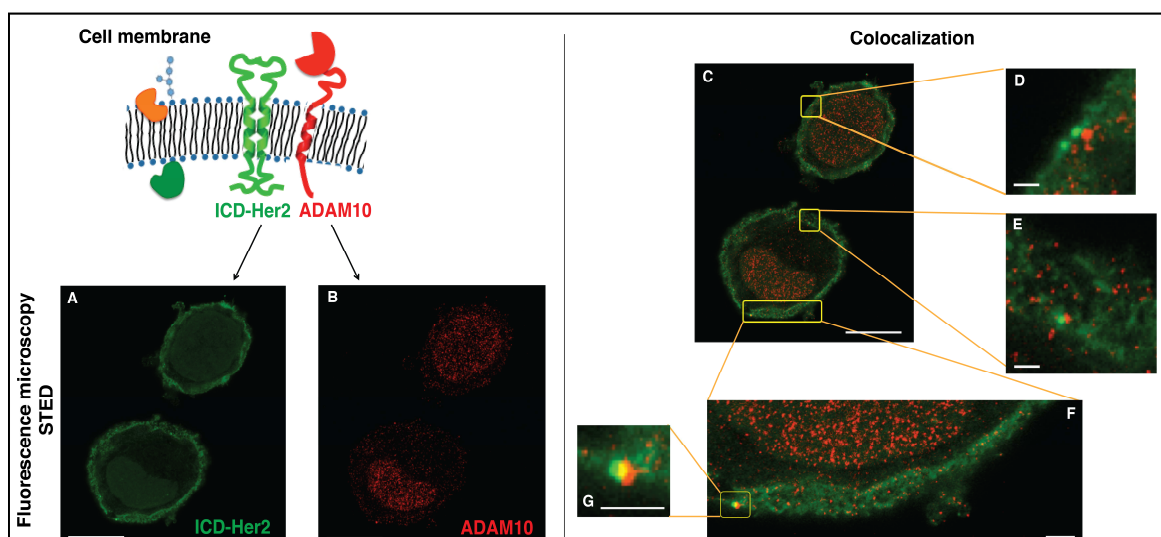 Cell membrane
ICD-Her2 ADAM10
Fluorescence microscopy
STED
A
ICD-Her2
B
ADAM10
Colocalization
C
D
E
F
G